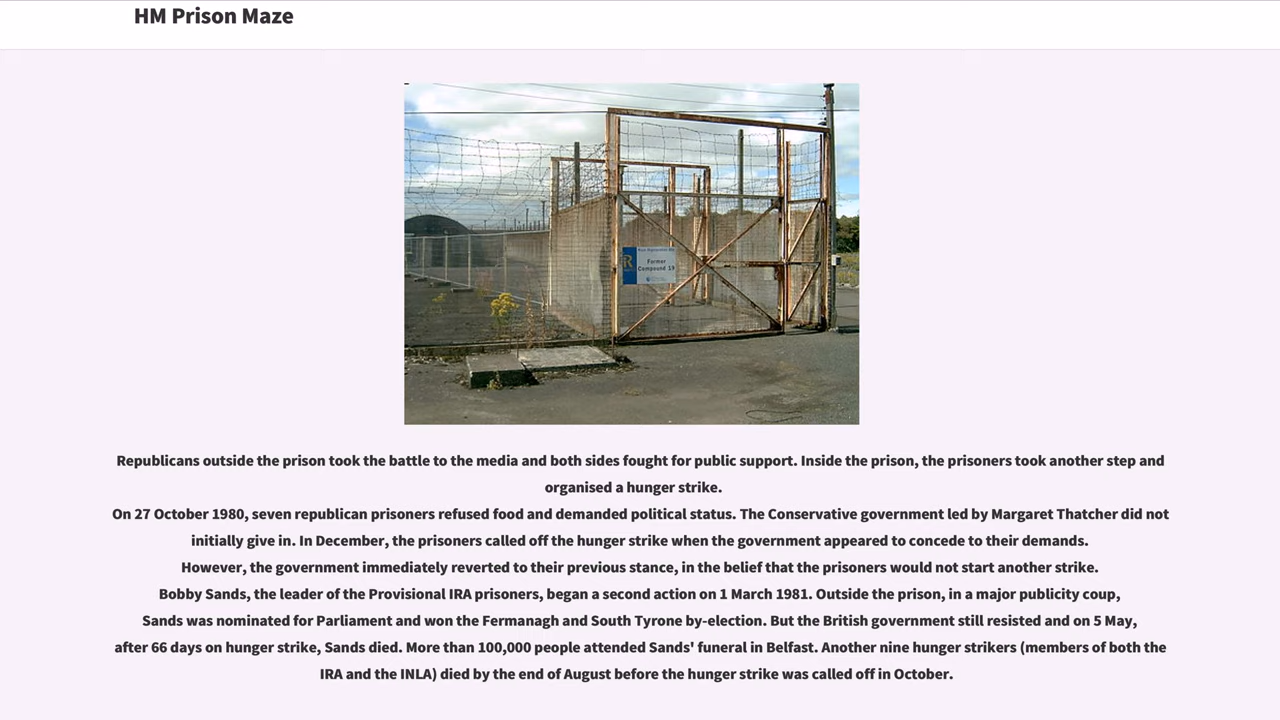 HM Prison Maze
Former
Compound 19
Republicans outside the prison took the battle to the media and both sides fought for public support. Inside the prison, the prisoners took another step and
organised a hunger strike.
On 27 October 1980, seven republican prisoners refused food and demanded political status. The Conservative government led by Margaret Thatcher did not
initially give in. In December, the prisoners called off the hunger strike when the government appeared to concede to their demands.
However, the government immediately reverted to their previous stance, in the belief that the prisoners would not start another strike.
Bobby Sands, the leader of the Provisional IRA prisoners, began a second action on 1 March 1981. Outside the prison, in a major publicity coup,
Sands was nominated for Parliament and won the Fermanagh and South Tyrone by-election. But the British government still resisted and on 5 May,
after 66 days on hunger strike, Sands died. More than 100,000 people attended Sands' funeral in Belfast. Another nine hunger strikers (members of both the
IRA and the INLA) died by the end of August before the hunger strike was called off in October.